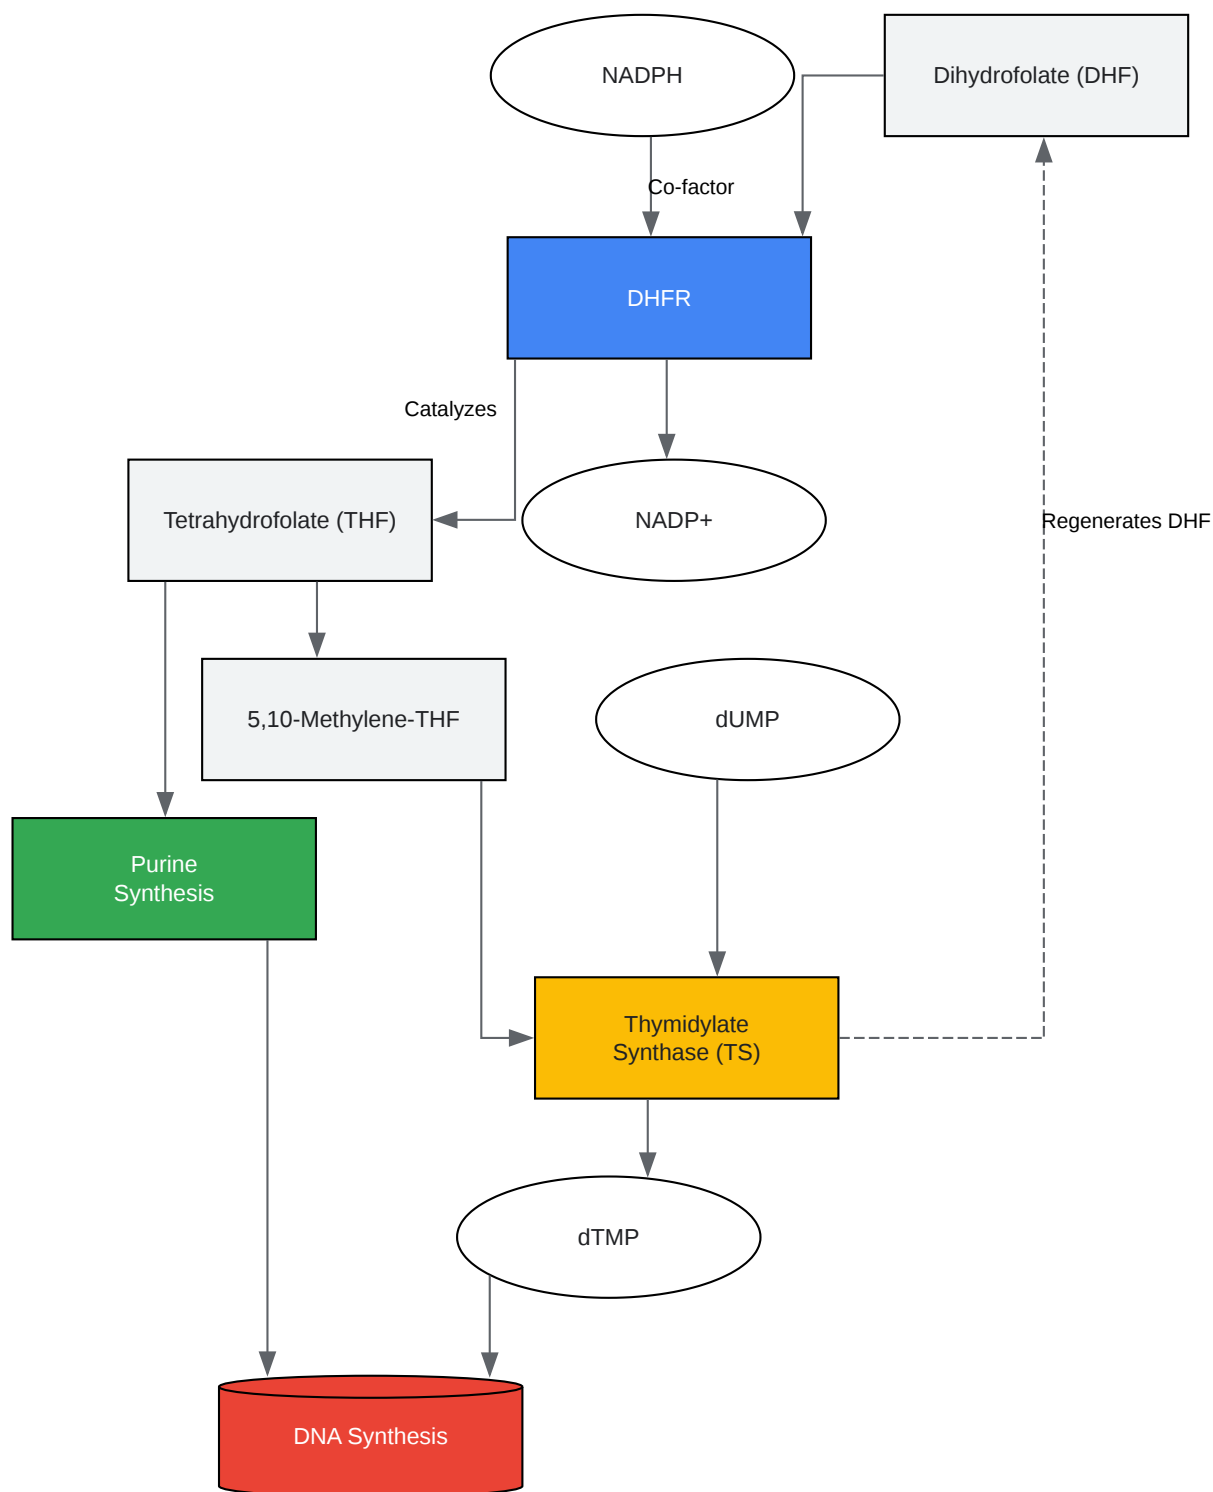 NADPH
Dihydrofolate (DHF)
Co-factor
DHFR
Catalyzes
Tetrahydrofolate (THF)
NADP+
Regenerates DHF
5,10-Methylene-THF
dUMP
Purine
Synthesis
Thymidylate
Synthase (TS)
dTMP
DNA Synthesis